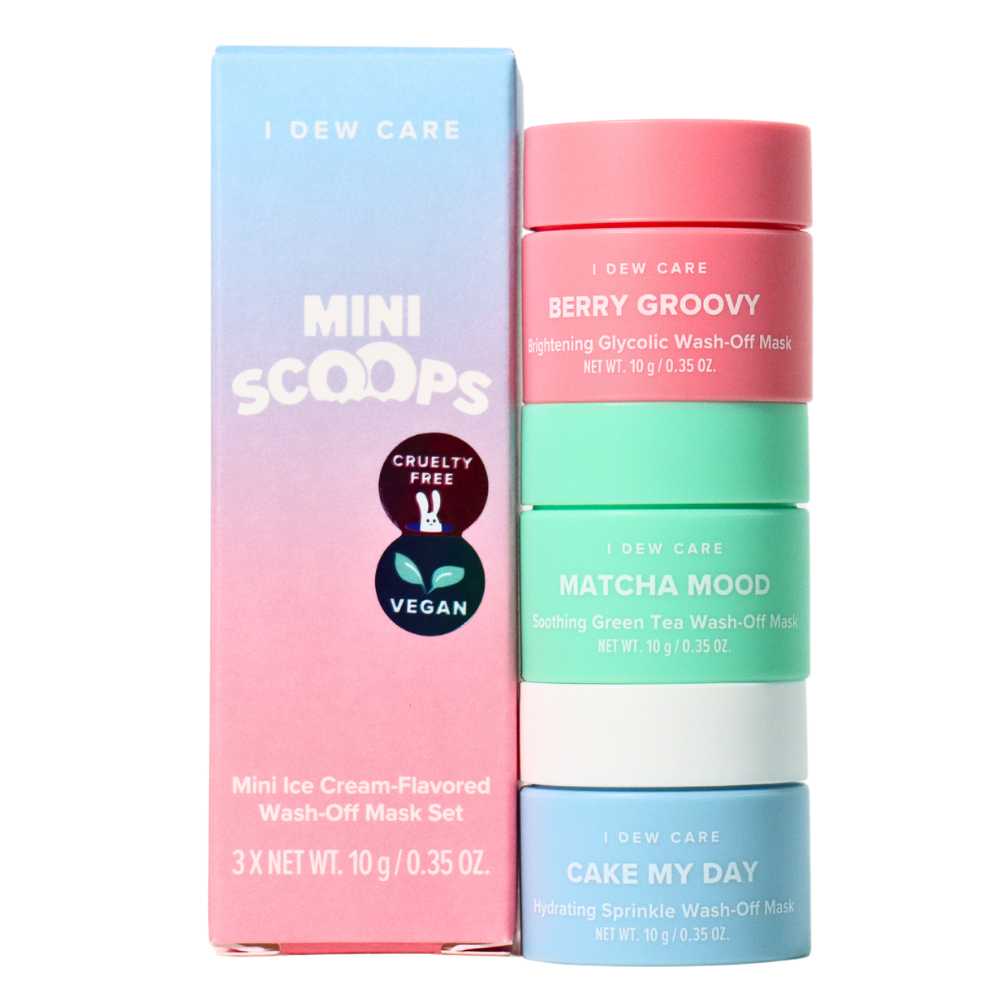 I DEW CARE
MINI
SCOOPS
CRUELTY
FREE
VEGAN
Mini Ice Cream-Flavored
Wash-Off Mask Set
3 X NET WT. 10 g / 0.35 OZ.
I DEW CARE
BERRY GROOVY
Brightening Glycolic Wash-Off Mask
NET WT. 10 g / 0.35 OZ.
I DEW CARE
MATCHA MOOD
Soothing Green Tea Wash-Off Mask
NET WT. 10 g / 0.35 OZ.
I DEW CARE
CAKE MY DAY
Hydrating Sprinkle Wash-Off Mask
NET WT. 10 g / 0.35 OZ.